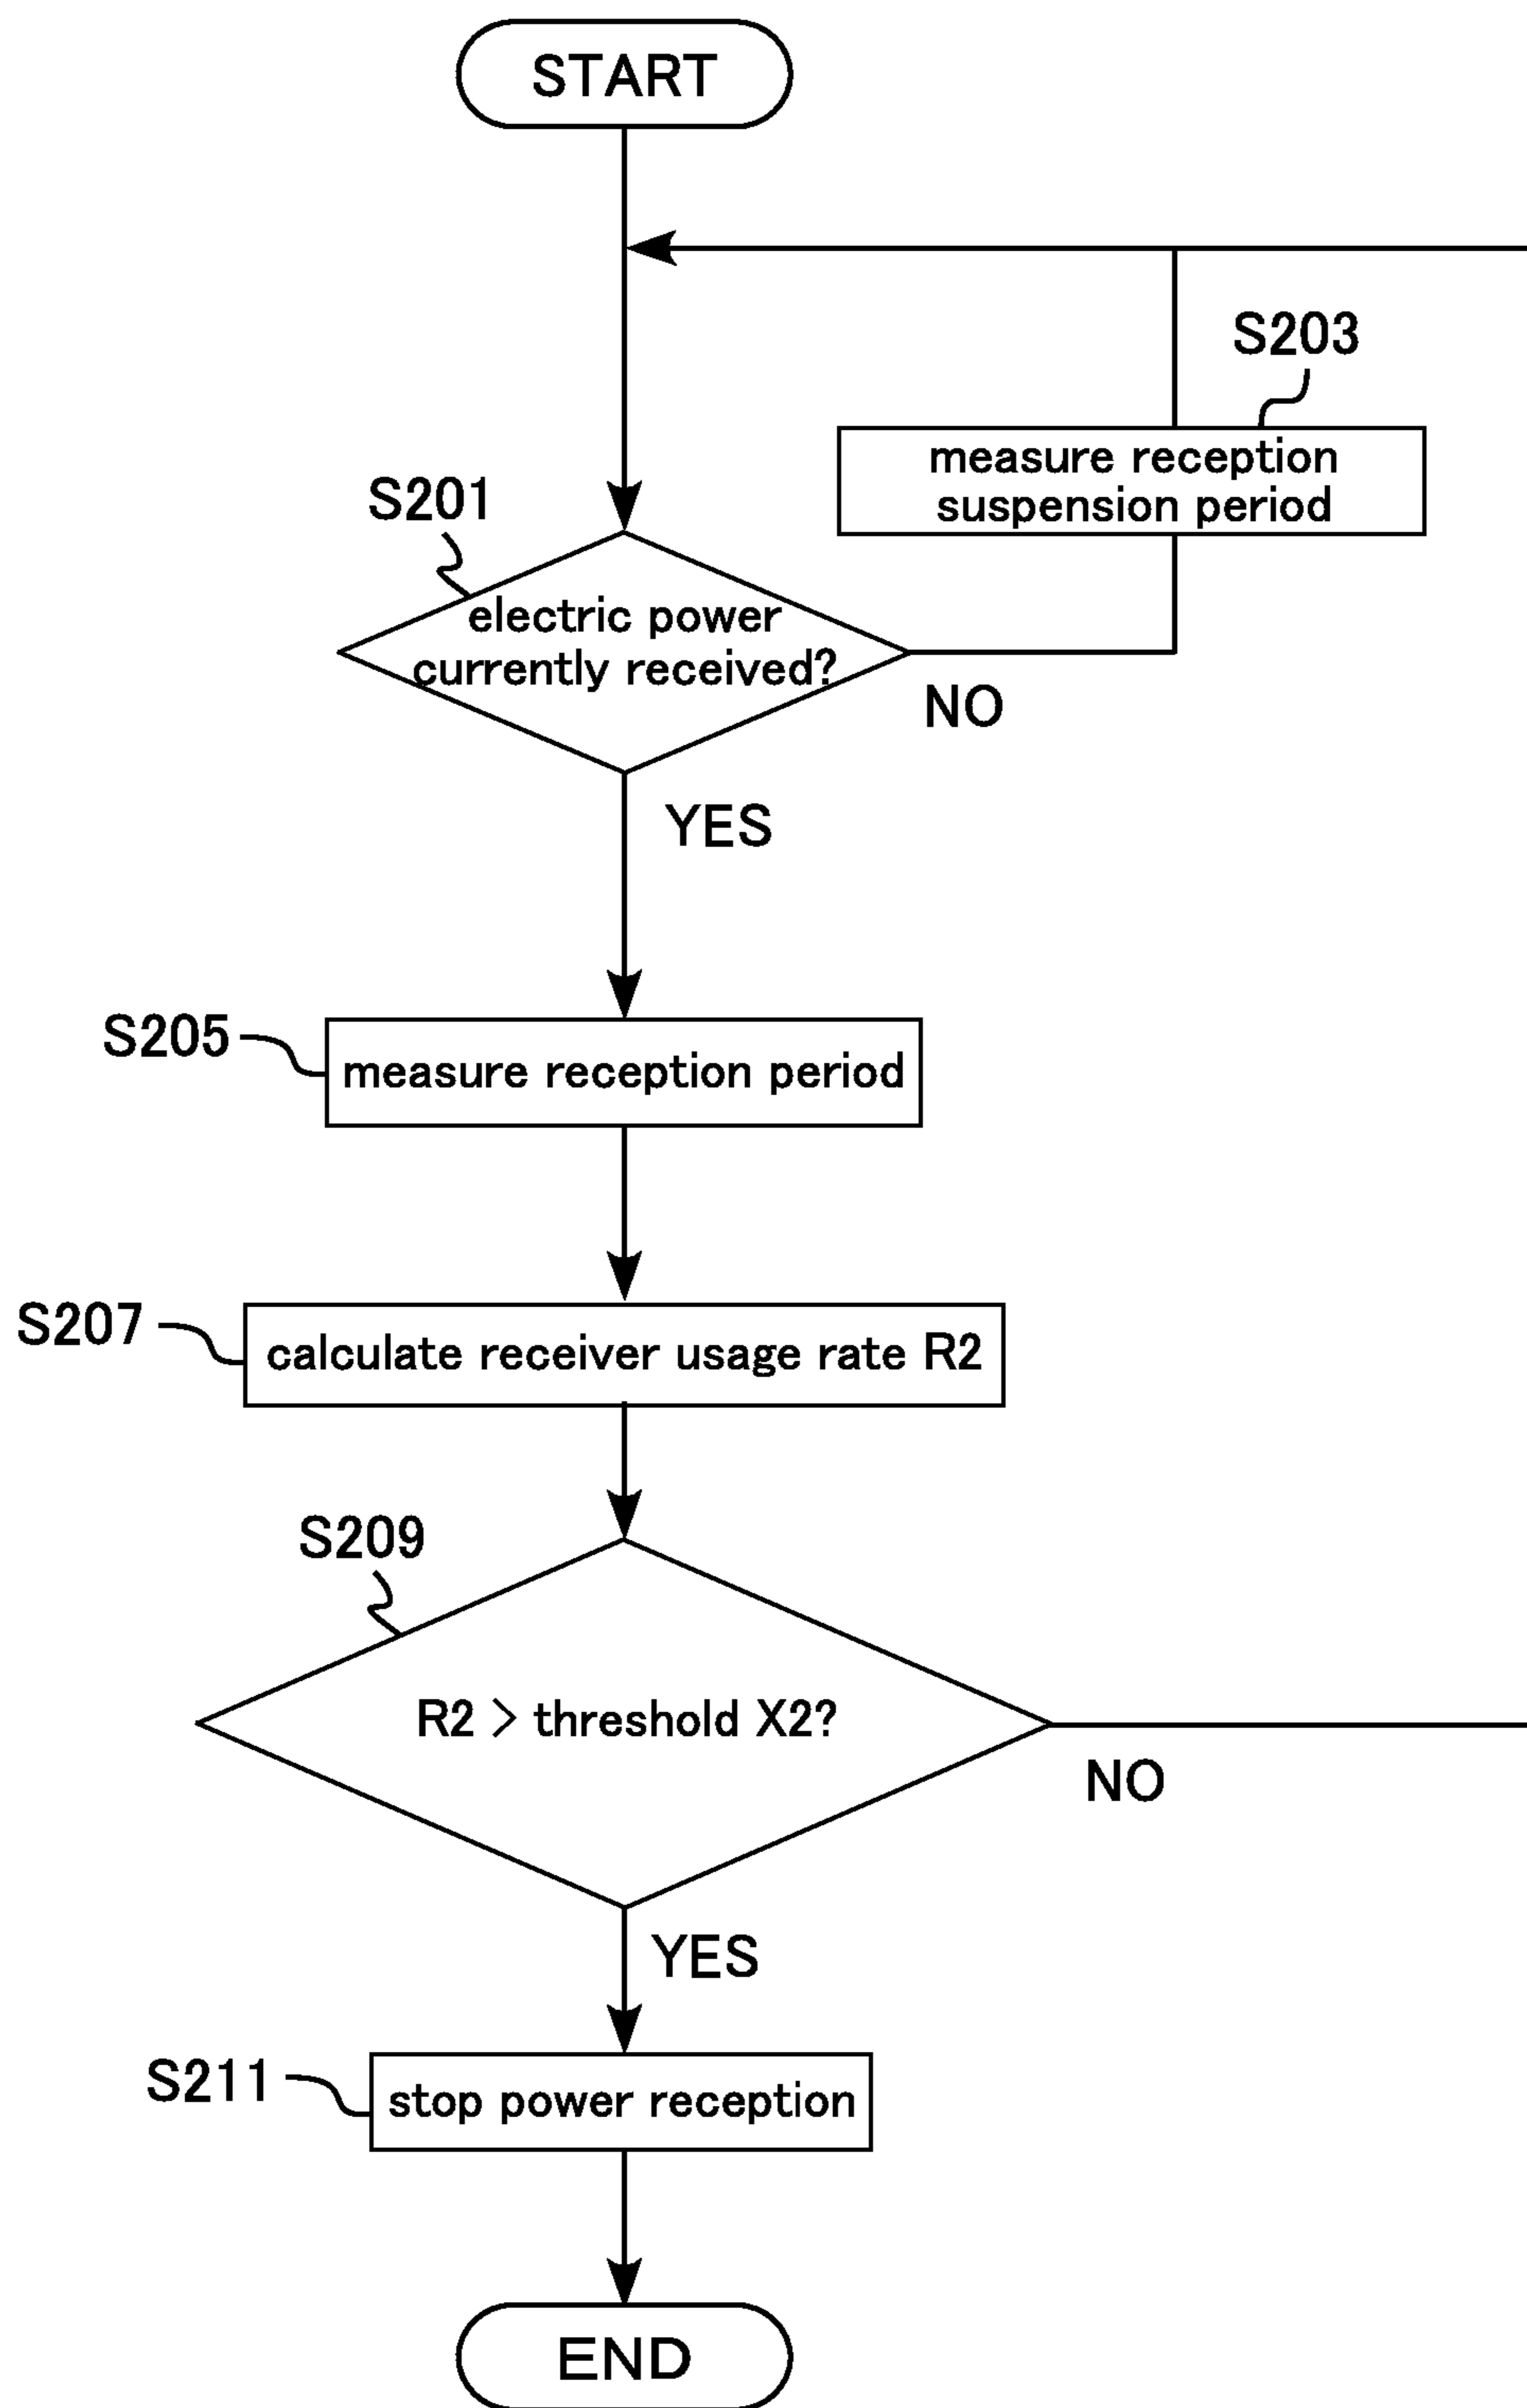 START
S203
measure reception
suspension period
S201
electric power
currently received?
NO
YES
S205
measure reception period
S207
calculate receiver usage rate R2
S209
R2 > threshold X2?
NO
YES
S211
stop power reception
END